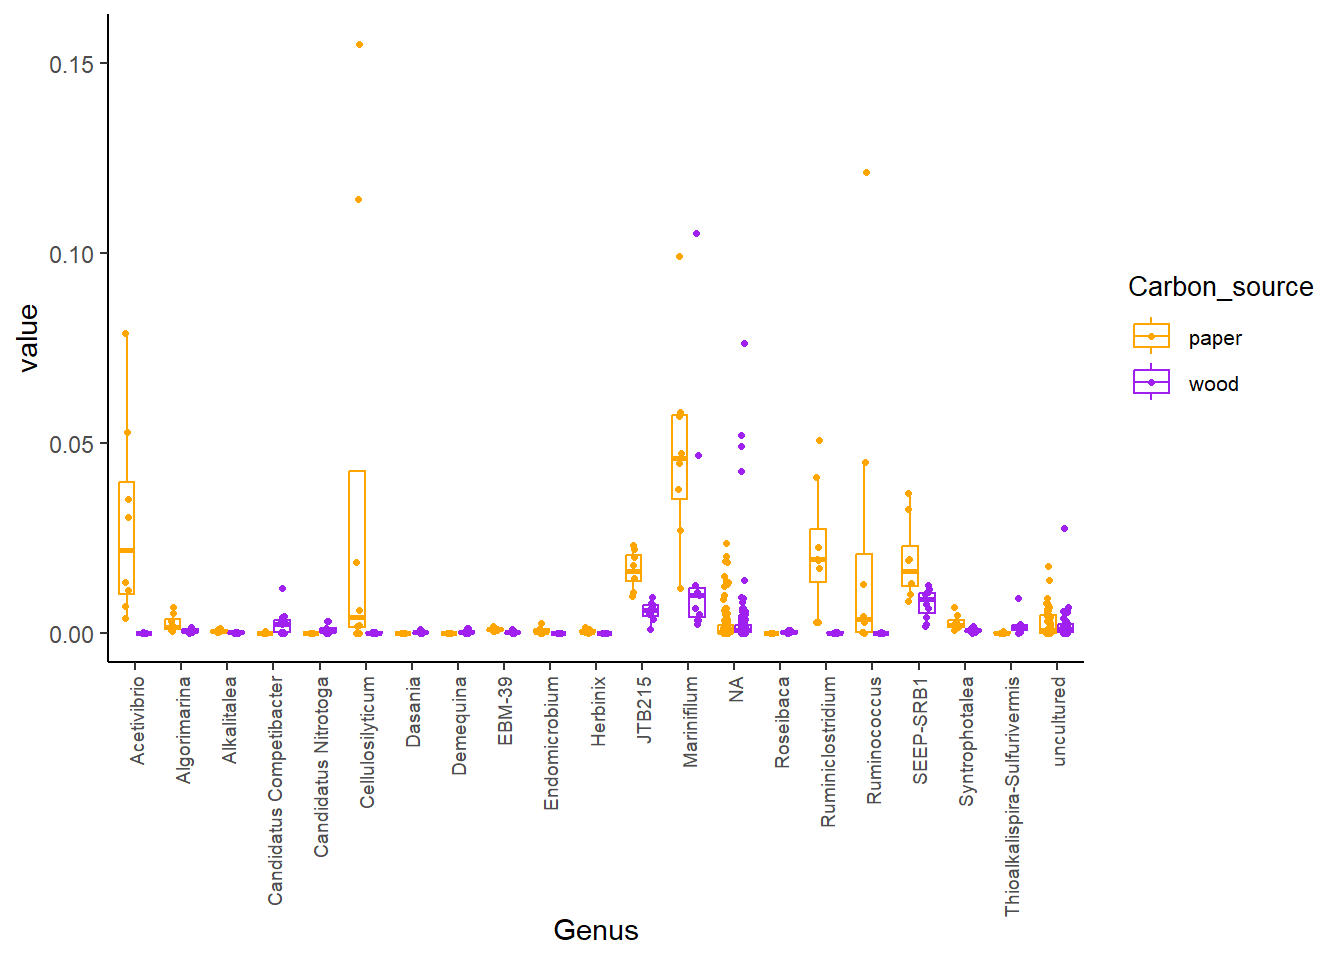 0.15
0.10
0.05
0.00
value
Acetivibrio
Algorimarina
Alkalitalea
Candidatus Competibacter
Candidatus Nitrotoga
Cellulosilyticum
Dasania
Demequina
EBM-39
Endomicrobium
Herbinix
JTB215
Marinifilum
NA
Roseibaca
Ruminiclostridium
Ruminococcus
SEEP-SRB1
Syntrophotalea
Thioalkalispira-Sulfurivermis
uncultured
Genus
Carbon_source
paper
wood